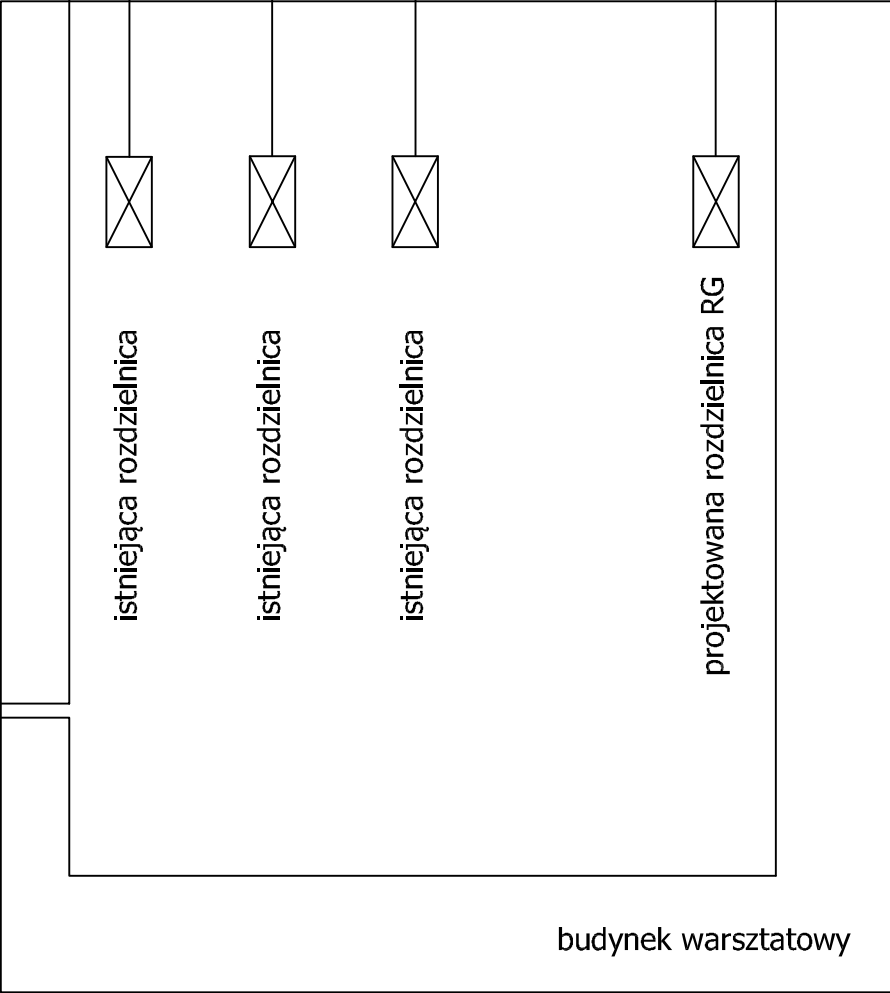 istniejąca rozdzielnica
istniejąca rozdzielnica
istniejąca rozdzielnica
projektowana rozdzielnica RG
budynek warsztatowy